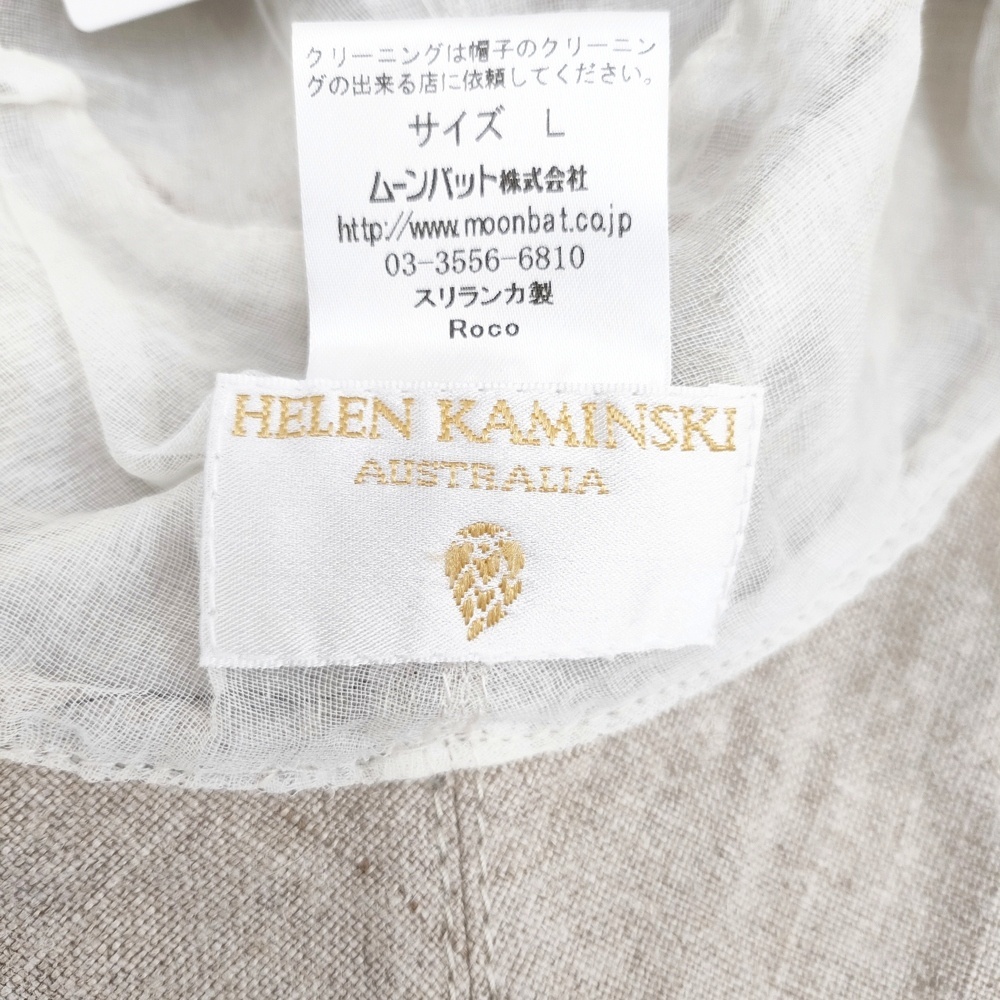 クリーニングは帽子のクリーニン
グの出来る店に依頼してください。
サイズ L
ムーンバット株式会社
http://www.moonbat.co.jp
03-3556-6810
スリランカ製
Roco
HELEN KAMINSKI
AUSTRALIA